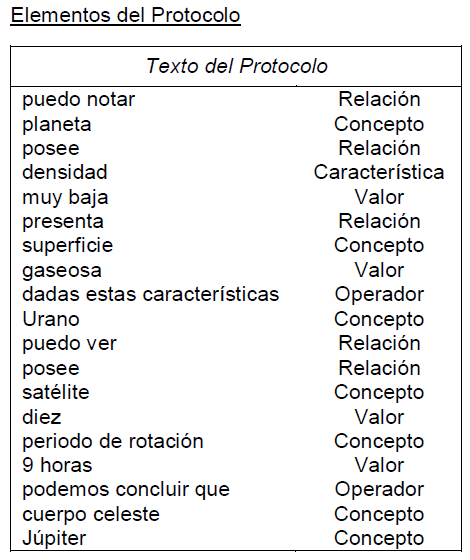 Elementos del Protocolo
Texto del Protocolo
puedo notar Relación
planeta Concepto
posee Relación
densidad Característica
muy baja Valor
presenta Relación
superficie Concepto
gaseosa Valor
dadas estas características Operador
Urano Concepto
puedo ver Relación
posee Relación
satélite Concepto
diez Valor
periodo de rotación Concepto
9 horas Valor
podemos concluir que Operador
cuerpo celeste Concepto
Júpiter Concepto